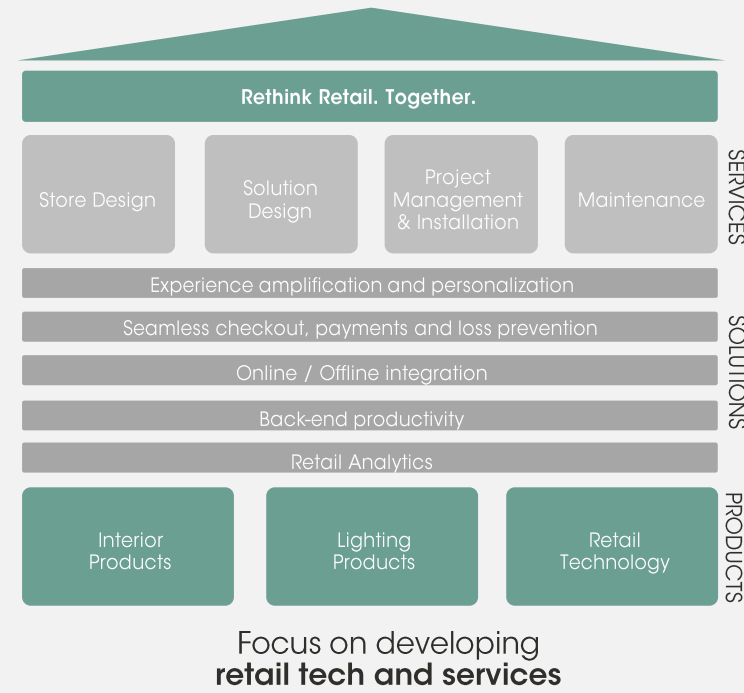 Rethink Retail. Together.
Store Design
Solution
Design
Project
Management
& Installation
Maintenance
SERVICES
Experience amplification and personalization
Seamless checkout, payments and loss prevention
Online / Offline integration
Back-end productivity
Retail Analytics
SOLUTIONS
Interior
Products
Lighting
Products
Retail
Technology
PRODUCTS
Focus on developing
retail tech and services